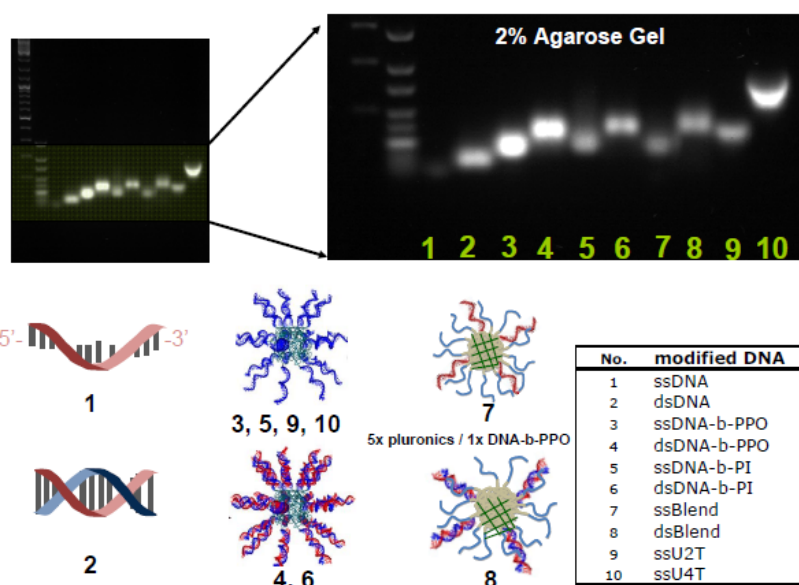 2% Agarose Gel
1 2 3 4 5 6 7 8 9 10
5'- -3'
1
3, 5, 9, 10
7
5x pluronics / 1x DNA-b-PPO
2
4, 6
8
No. modified DNA
1 ssDNA
2 dsDNA
3 ssDNA-b-PPO
4 dsDNA-b-PPO
5 ssDNA-b-PI
6 dsDNA-b-PI
7 ssBlend
8 dsBlend
9 ssU2T
10 ssU4T